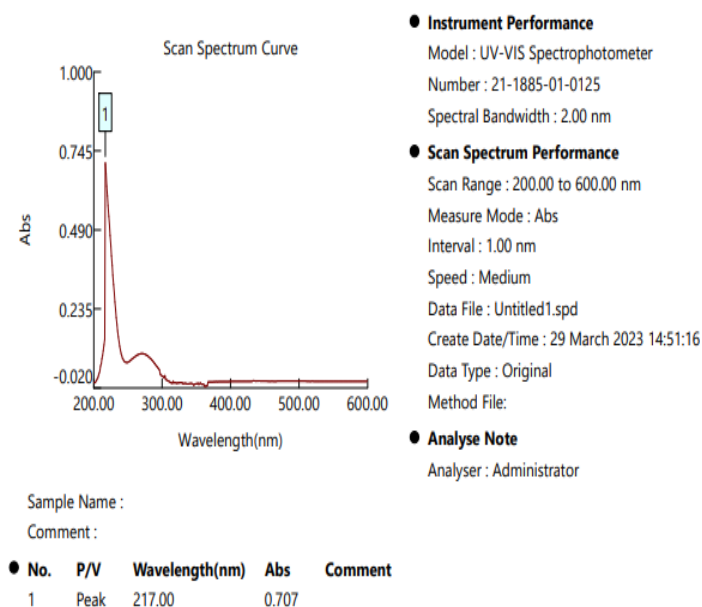 Scan Spectrum Curve
1.000
1
0.745
0.490
0.235
-0.020
Abs
200.00 300.00 400.00 500.00 600.00
Wavelength(nm)
● Instrument Performance
Model : UV-VIS Spectrophotometer
Number : 21-1885-01-0125
Spectral Bandwidth : 2.00 nm
● Scan Spectrum Performance
Scan Range : 200.00 to 600.00 nm
Measure Mode : Abs
Interval : 1.00 nm
Speed : Medium
Data File : Untitled1.spd
Create Date/Time : 29 March 2023 14:51:16
Data Type : Original
Method File:
● Analyse Note
Analyser : Administrator
Sample Name :
Comment :
● No. P/V Wavelength(nm) Abs Comment
1 Peak 217.00 0.707